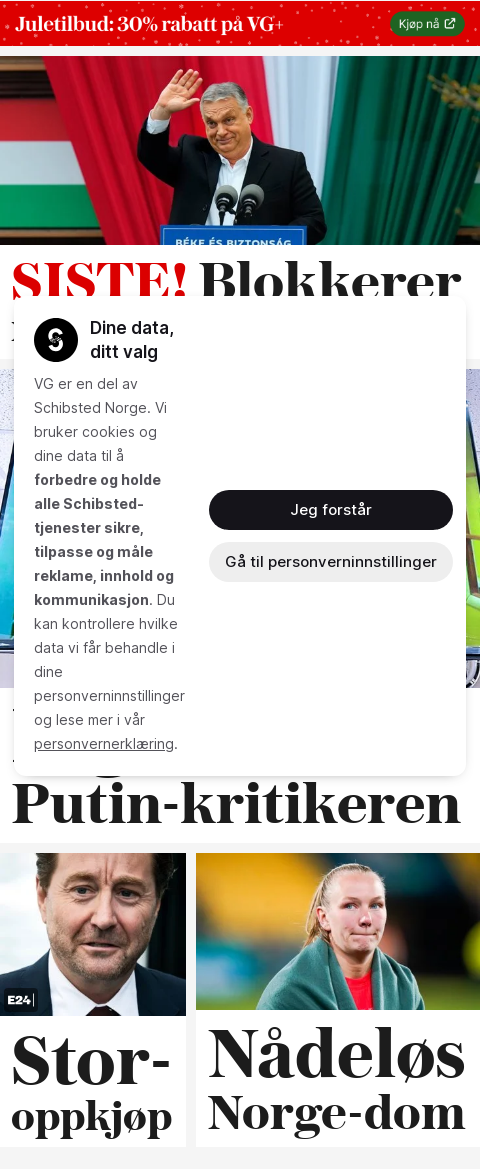 Juletilbud: 30% rabatt på VG+
Kjøp nå
BÉKE ÉS BIZTONSÁG
SISTE! Blokkerer
Dine data,
ditt valg
VG er en del av
Schibsted Norge. Vi
bruker cookies og
dine data til å
forbedre og holde
alle Schibsted-
tjenester sikre,
tilpasse og måle
reklame, innhold og
kommunikasjon. Du
kan kontrollere hvilke
data vi får behandle i
dine
personverninnstillinger
og lese mer i vår
personvernerklæring.
Jeg forstår
Gå til personverninnstillinger
Putin-kritikeren
E24
Stor-
oppkjøp
Nådeløs
Norge-dom